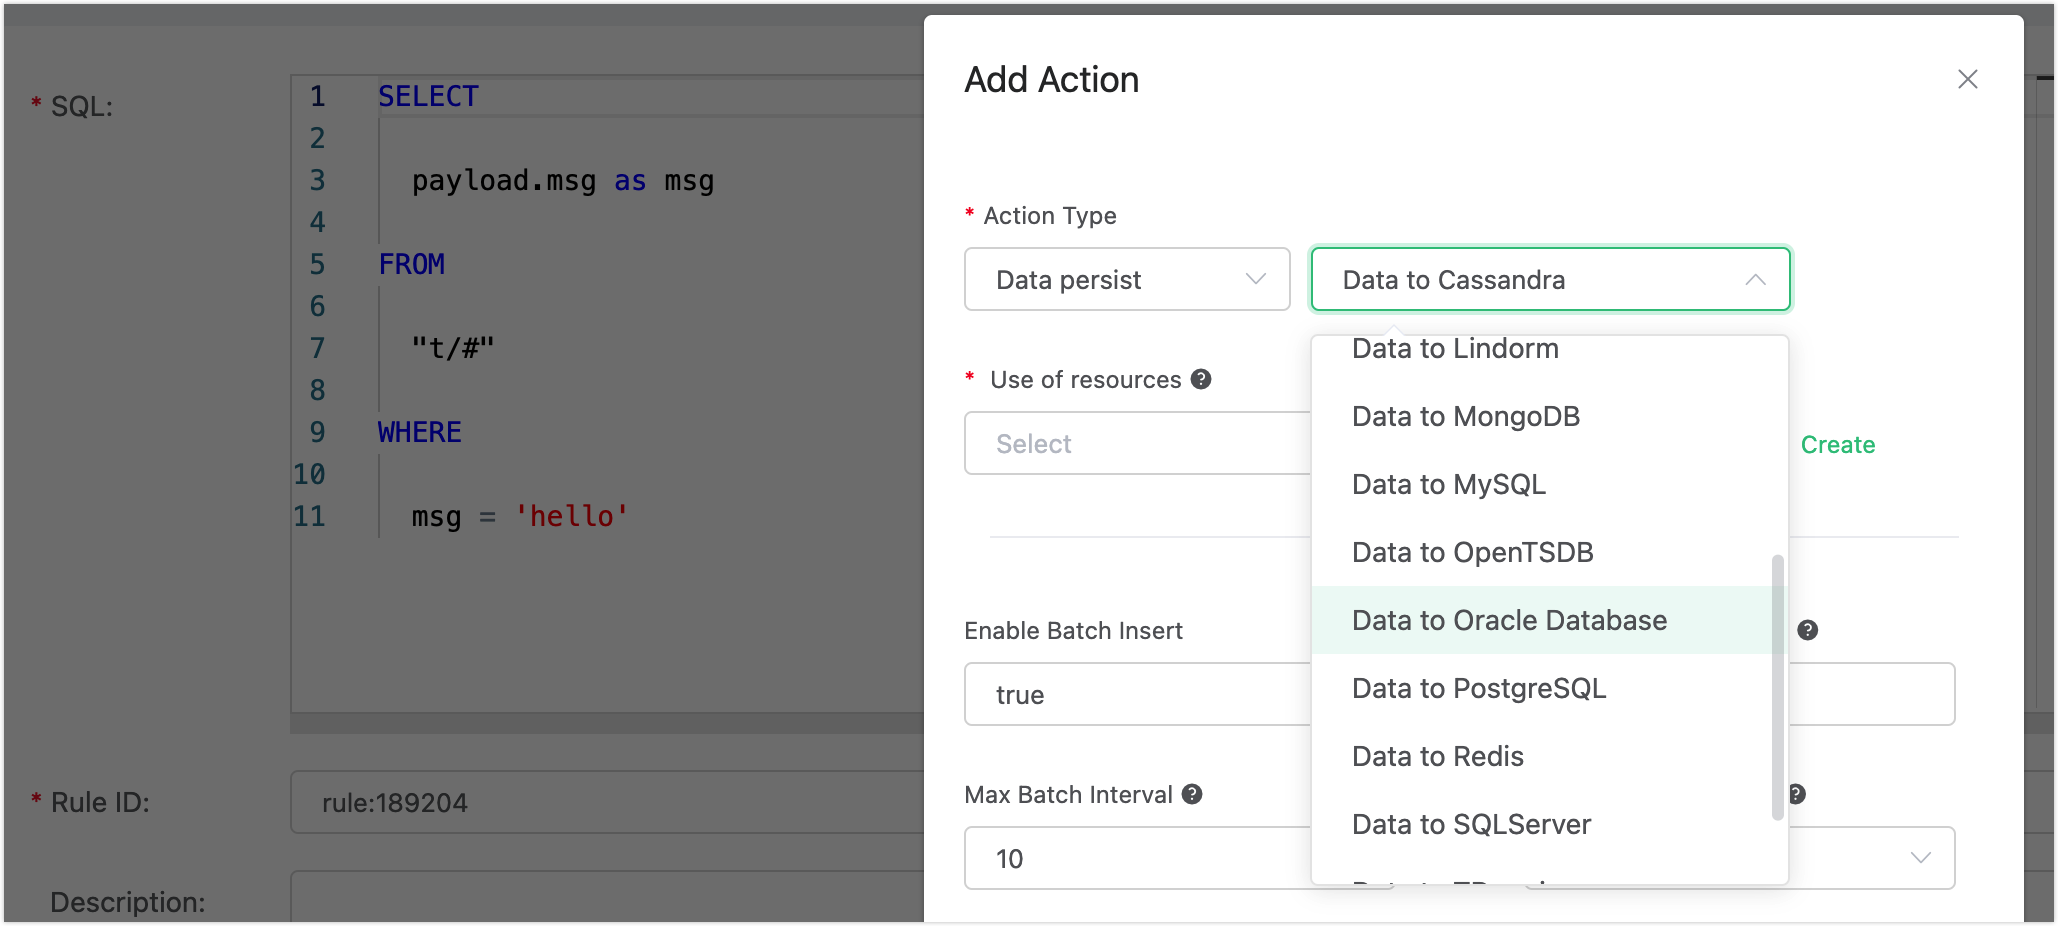 * SQL:
1 SELECT
2
3 payload.msg as msg
4
5 FROM
6
7 "t/#"
8
9 WHERE
10
11 msg = 'hello'
* Rule ID:
rule:189204
Description:
Add Action
* Action Type
Data persist
Data to Cassandra
* Use of resources ?
Select
Create
Data to Lindorm
Data to MongoDB
Data to MySQL
Data to OpenTSDB
Data to Oracle Database
Data to PostgreSQL
Data to Redis
Data to SQLServer
Enable Batch Insert
?
true
Max Batch Interval ?
?
10